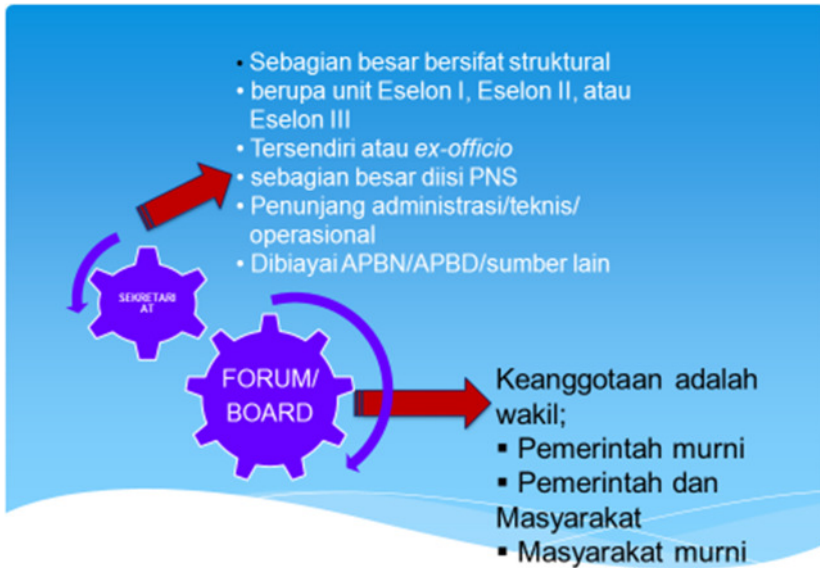 • Sebagian besar bersifat struktural
• berupa unit Eselon I, Eselon II, atau
Eselon III
• Tersendiri atau ex-officio
• sebagian besar diisi PNS
• Penunjang administrasi/teknis/
operasional
• Dibiayai APBN/APBD/sumber lain
SEKRETARI
AT
FORUM/
BOARD
Keanggotaan adalah
wakil;
▪ Pemerintah murni
▪ Pemerintah dan
Masyarakat
▪ Masyarakat murni